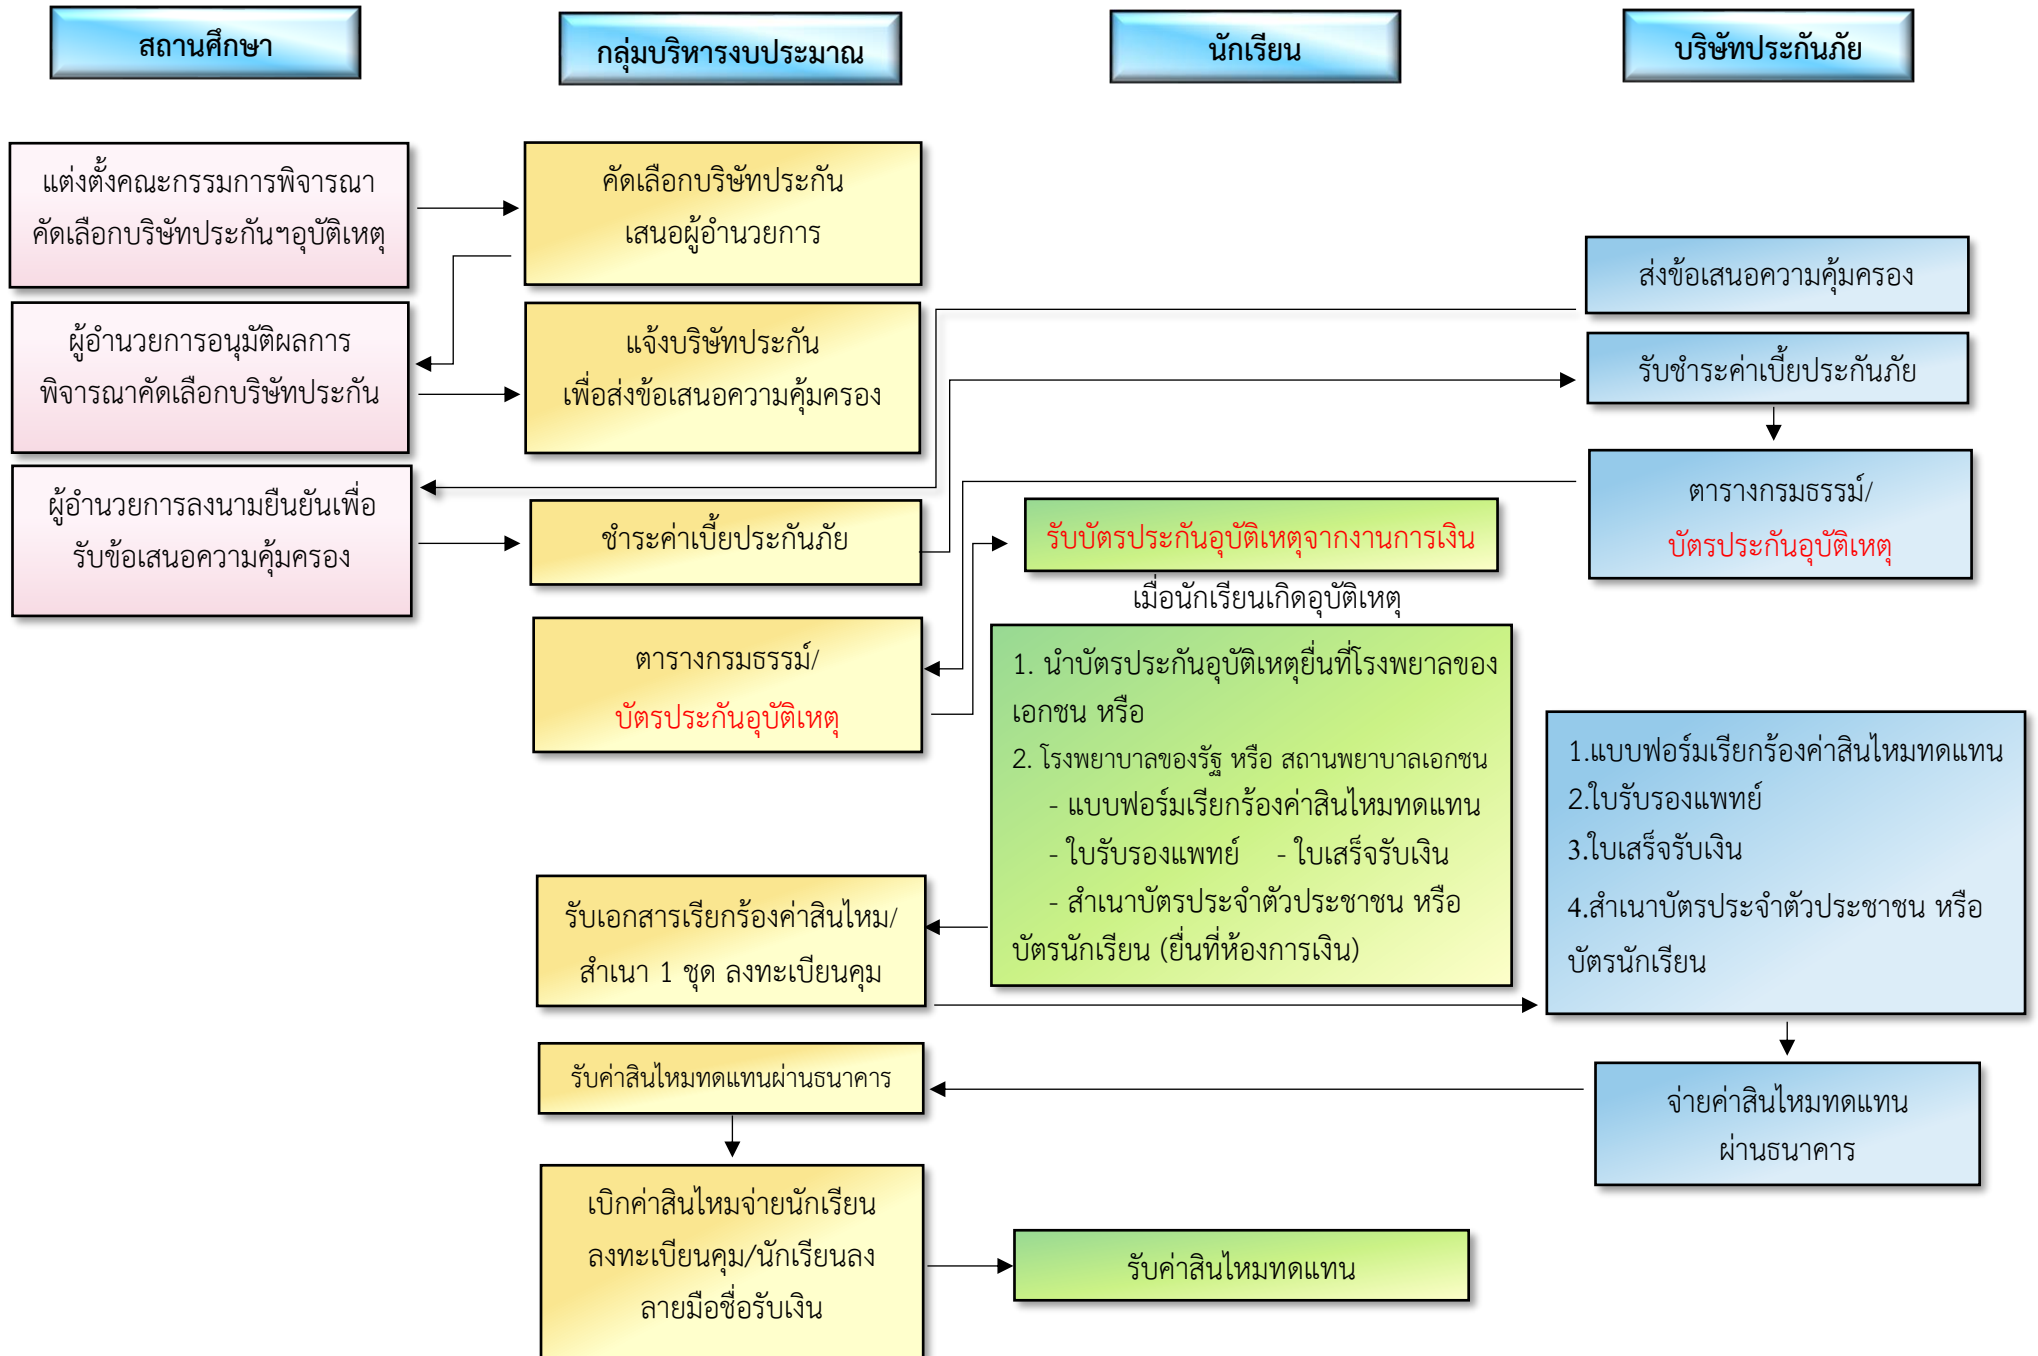 สถานศึกษา
กลุ่มบริหารงบประมาณ
นักเรียน
บริษัทประกันภัย
แต่งตั้งคณะกรรมการพิจารณา
คัดเลือกบริษัทประกันฯอุบัติเหตุ
คัดเลือกบริษัทประกัน
เสนอผู้อำนวยการ
ส่งข้อเสนอความคุ้มครอง
ผู้อำนวยการอนุมัติผลการ
พิจารณาคัดเลือกบริษัทประกัน
แจ้งบริษัทประกัน
เพื่อส่งข้อเสนอความคุ้มครอง
รับชำระค่าเบี้ยประกันภัย
ผู้อำนวยการลงนามยืนยันเพื่อ
รับข้อเสนอความคุ้มครอง
ชำระค่าเบี้ยประกันภัย
รับบัตรประกันอุบัติเหตุจากงานการเงิน
ตารางกรมธรรม์/
บัตรประกันอุบัติเหตุ
เมื่อนักเรียนเกิดอุบัติเหตุ
ตารางกรมธรรม์/
บัตรประกันอุบัติเหตุ
1. นำบัตรประกันอุบัติเหตุยื่นที่โรงพยาลของ
เอกชน หรือ
2. โรงพยาบาลของรัฐ หรือ สถานพยาบาลเอกชน
- แบบฟอร์มเรียกร้องค่าสินไหมทดแทน
- ใบรับรองแพทย์ - ใบเสร็จรับเงิน
- สำเนาบัตรประจำตัวประชาชน หรือ
บัตรนักเรียน (ยื่นที่ห้องการเงิน)
1.แบบฟอร์มเรียกร้องค่าสินไหมทดแทน
2.ใบรับรองแพทย์
3.ใบเสร็จรับเงิน
4.สำเนาบัตรประจำตัวประชาชน หรือ
บัตรนักเรียน
รับเอกสารเรียกร้องค่าสินไหม/
สำเนา 1 ชุด ลงทะเบียนคุม
รับค่าสินไหมทดแทนผ่านธนาคาร
จ่ายค่าสินไหมทดแทน
ผ่านธนาคาร
เบิกค่าสินไหมจ่ายนักเรียน
ลงทะเบียนคุม/นักเรียนลง
ลายมือชื่อรับเงิน
รับค่าสินไหมทดแทน